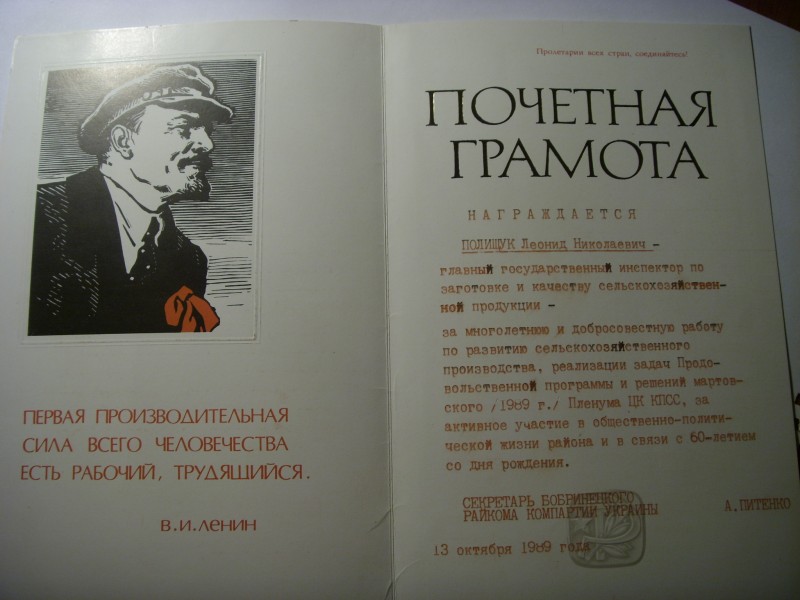 ПЕРВАЯ ПРОИЗВОДИТЕЛЬНАЯ
СИЛА ВСЕГО ЧЕЛОВЕЧЕСТВА
ЕСТЬ РАБОЧИЙ, ТРУДЯЩИЙСЯ.
В.И.ЛЕНИН
Пролетарии всех стран, соединяйтесь!
ПОЧЕТНАЯ
ГРАМОТА
НАГРАЖДАЕТСЯ
ПОЛИЩУК Леонид Николаевич –
главный государственный инспектор по
заготовке и качеству сельскохозяйствен-
ной продукции –
за многолетнюю и добросовестную работу
по развитию сельскохозяйственного
производства, реализации задач Продо-
вольственной программы и решений мартов-
ского /1989 г./ Пленума ЦК КПСС, за
активное участие в общественно-полити-
ческой жизни района и в связи с 60-летием
со дня рождения.
СЕКРЕТАРЬ БОБРИНЕЦКОГО
РАЙКОМА КОМПАРТИИ УКРАИНЫ
А.ПИТЕНКО
13 октября 1989 года